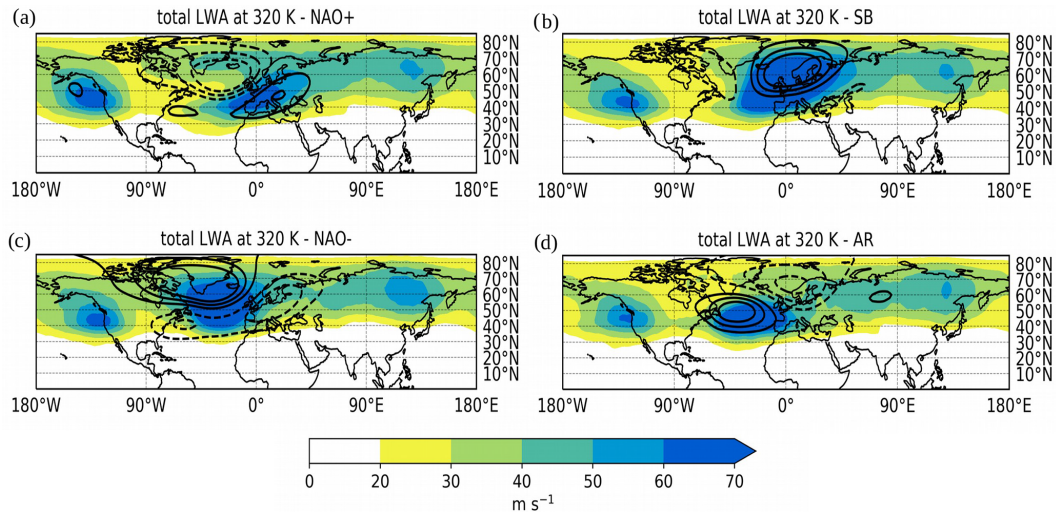 (a)
total LWA at 320 K - NAO+
80°N
70°N
60°N
50°N
40°N
30°N
20°N
10°N
180°W 90°W 0° 90°E 180°E
(b)
total LWA at 320 K - SB
80°N
70°N
60°N
50°N
40°N
30°N
20°N
10°N
180°W 90°W 0° 90°E 180°E
(c)
total LWA at 320 K - NAO-
80°N
70°N
60°N
50°N
40°N
30°N
20°N
10°N
180°W 90°W 0° 90°E 180°E
(d)
total LWA at 320 K - AR
80°N
70°N
60°N
50°N
40°N
30°N
20°N
10°N
180°W 90°W 0° 90°E 180°E
0 20 30 40 50 60 70
m s⁻¹